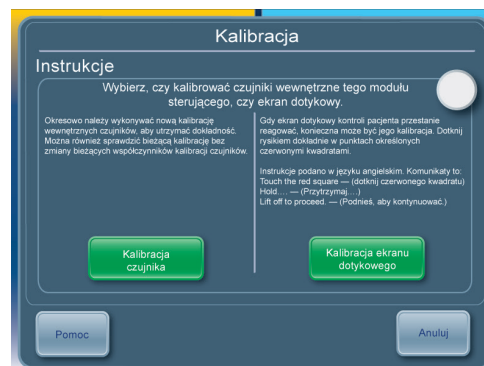 Kalibracja
Instrukcje
Wybierz, czy kalibrować czujniki wewnętrzne tego modułu
sterującego, czy ekran dotykowy.
Okresowo należy wykonywać nową kalibrację
wewnętrznych czujników, aby utrzymać dokładność.
Można również sprawdzić bieżącą kalibrację bez
zmiany bieżących współczynników kalibracji czujników.
Gdy ekran dotykowy kontroli pacjenta przestanie
reagować, konieczna może być jego kalibracja. Dotknij
rysikiem dokładnie w punktach określonych
czerwonymi kwadratami.
Instrukcje podano w języku angielskim. Komunikaty to:
Touch the red square — (dotknij czerwonego kwadratu)
Hold.... — (Przytrzymaj....)
Lift off to proceed. — (Podnieś, aby kontynuować.)
Kalibracja
czujnika
Kalibracja ekranu
dotykowego
Pomoc
Anuluj